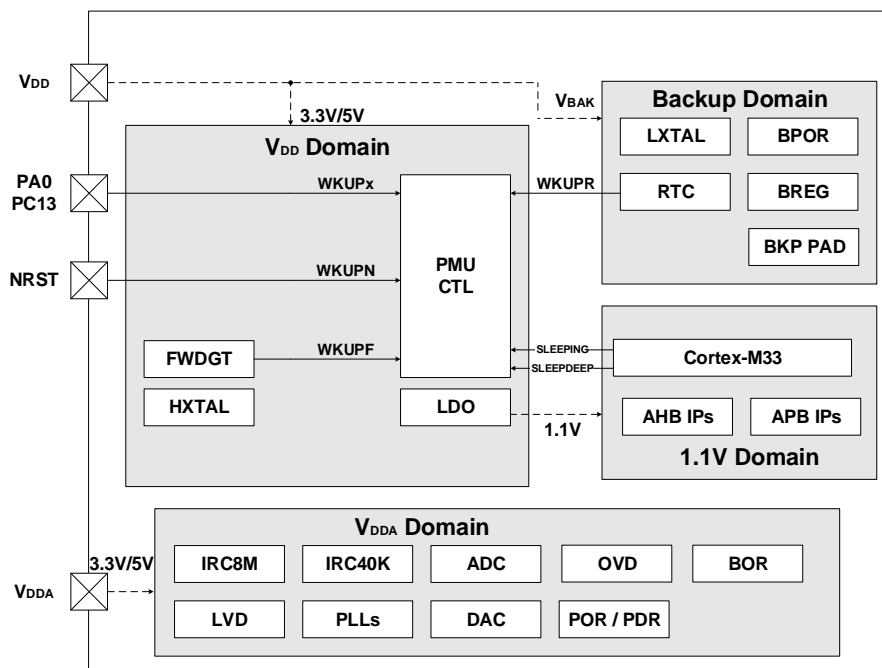 VDD
VBAK
3.3V/5V
Backup Domain
LXTAL
BPOR
RTC
BREG
BKP PAD
VDD Domain
PA0
PC13
WKUPx
WKUPR
NRST
WKUPN
PMU
CTL
FWDGT
WKUPF
HXTAL
LDO
SLEEPING
SLEEPDEEP
1.1V
Cortex-M33
AHB IPs
APB IPs
1.1V Domain
VDDA Domain
3.3V/5V
VDDA
IRC8M
IRC40K
ADC
OVD
BOR
LVD
PLLs
DAC
POR / PDR